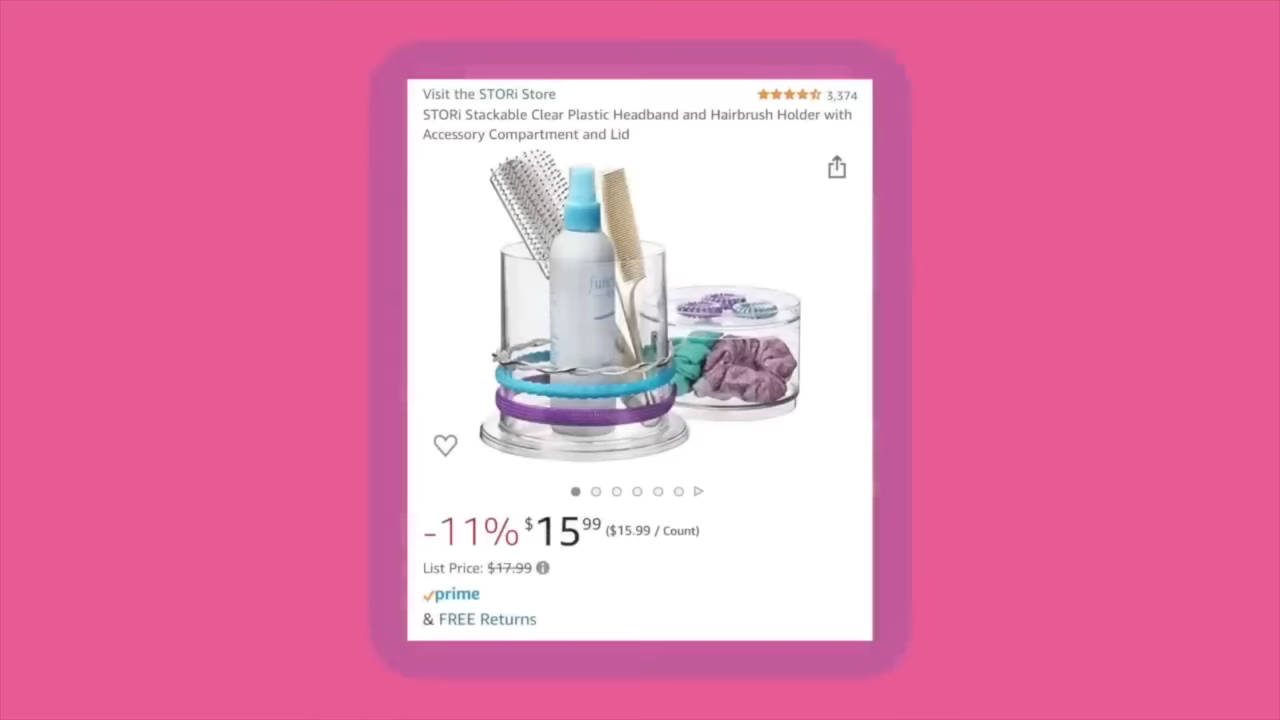 Visit the STORi Store
3,374
STORi Stackable Clear Plastic Headband and Hairbrush Holder with
Accessory Compartment and Lid
-11% $15 99 ($15.99 / Count)
List Price: $17.99
prime
& FREE Returns